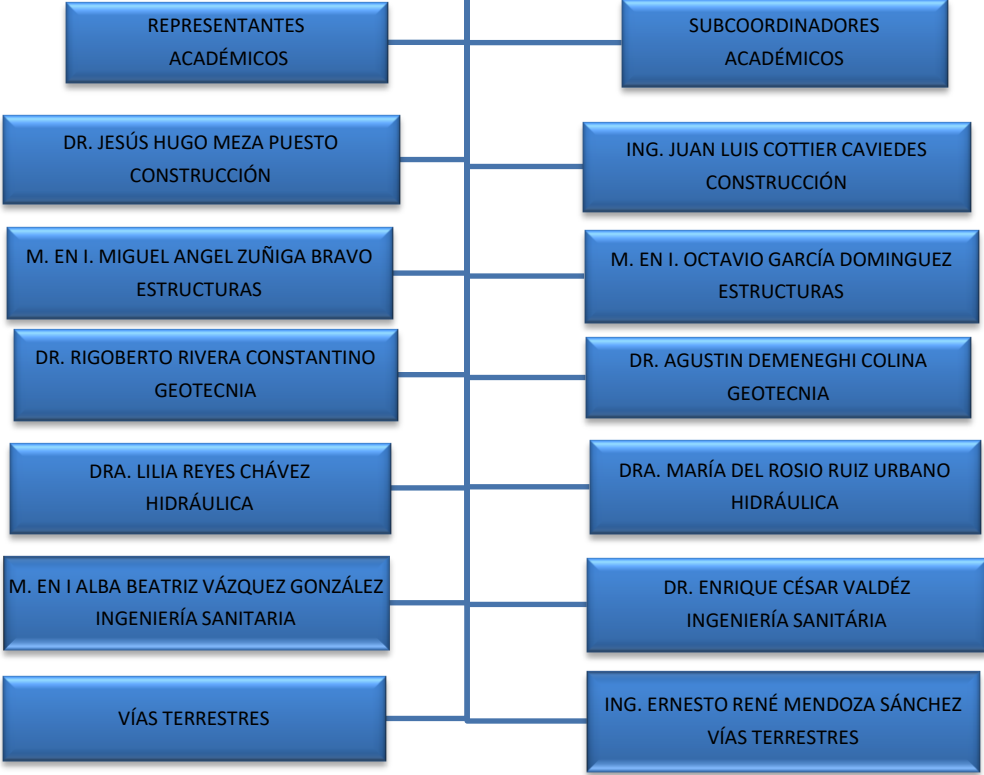 REPRESENTANTES
ACADÉMICOS
SUBCOORDINADORES
ACADÉMICOS
DR. JESÚS HUGO MEZA PUESTO
CONSTRUCCIÓN
ING. JUAN LUIS COTTIER CAVIEDES
CONSTRUCCIÓN
M. EN I. MIGUEL ANGEL ZUÑIGA BRAVO
ESTRUCTURAS
M. EN I. OCTAVIO GARCÍA DOMINGUEZ
ESTRUCTURAS
DR. RIGOBERTO RIVERA CONSTANTINO
GEOTECNIA
DR. AGUSTIN DEMENEGHI COLINA
GEOTECNIA
DRA. LILIA REYES CHÁVEZ
HIDRÁULICA
DRA. MARÍA DEL ROSIO RUIZ URBANO
HIDRÁULICA
M. EN I ALBA BEATRIZ VÁZQUEZ GONZÁLEZ
INGENIERÍA SANITARIA
DR. ENRIQUE CÉSAR VALDÉZ
INGENIERÍA SANITÁRIA
VÍAS TERRESTRES
ING. ERNESTO RENÉ MENDOZA SÁNCHEZ
VÍAS TERRESTRES